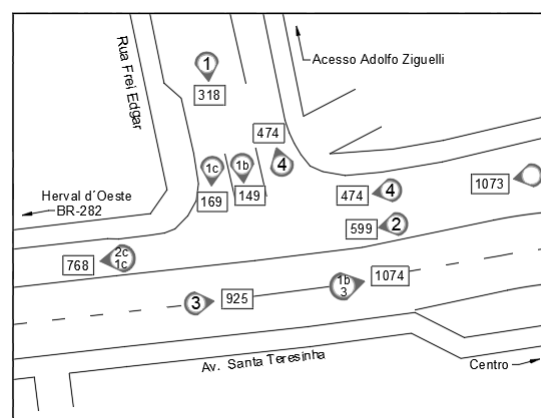 Rua Frei Edgar
1
318
Acesso Adolfo Ziguelli
474
4
1c
1b
169
149
474
4
1073
Herval d´Oeste
BR-282
599
2
768
2c
1c
3
925
1b
3
1074
Av. Santa Teresinha
Centro